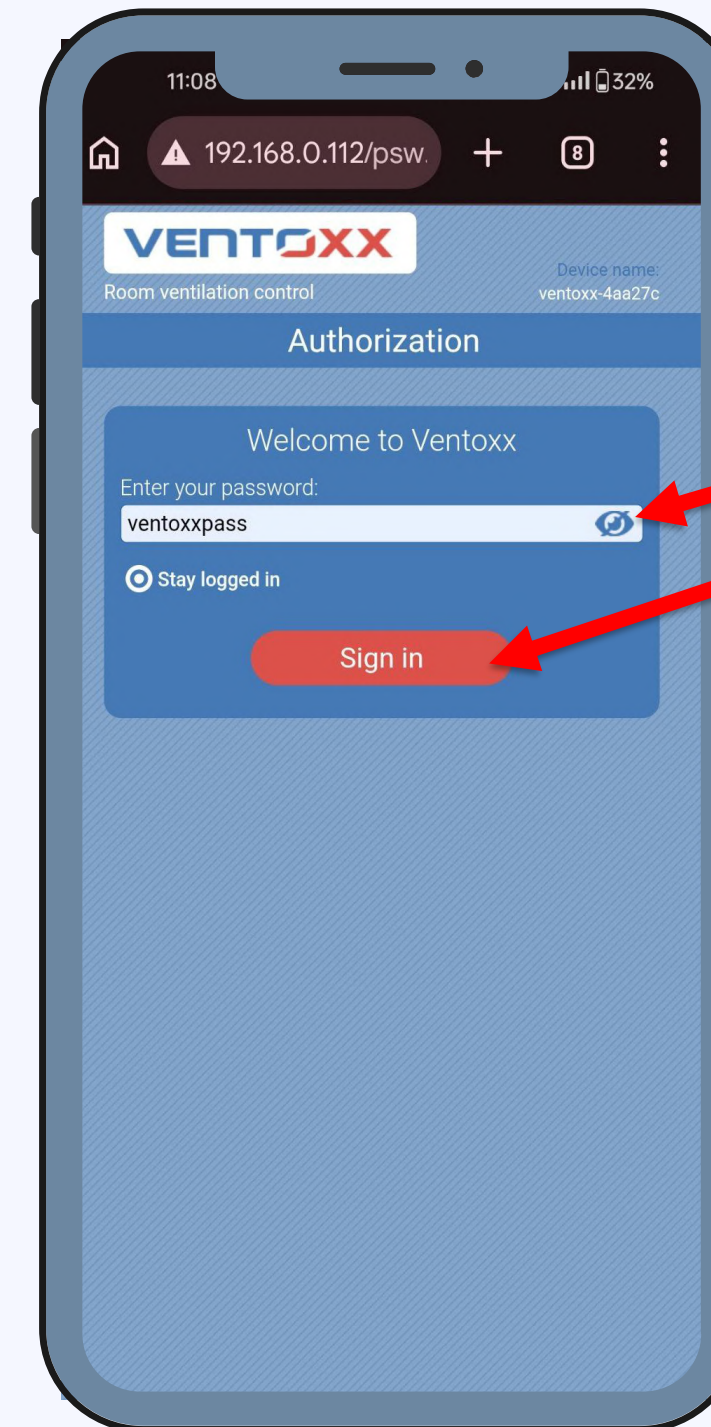 11:08
32%
192.168.0.112/psw.
8
VENTOXX
Room ventilation control
Device name:
ventoxx-4aa27c
Authorization
Welcome to Ventoxx
Enter your password:
ventoxxpass
Stay logged in
Sign in